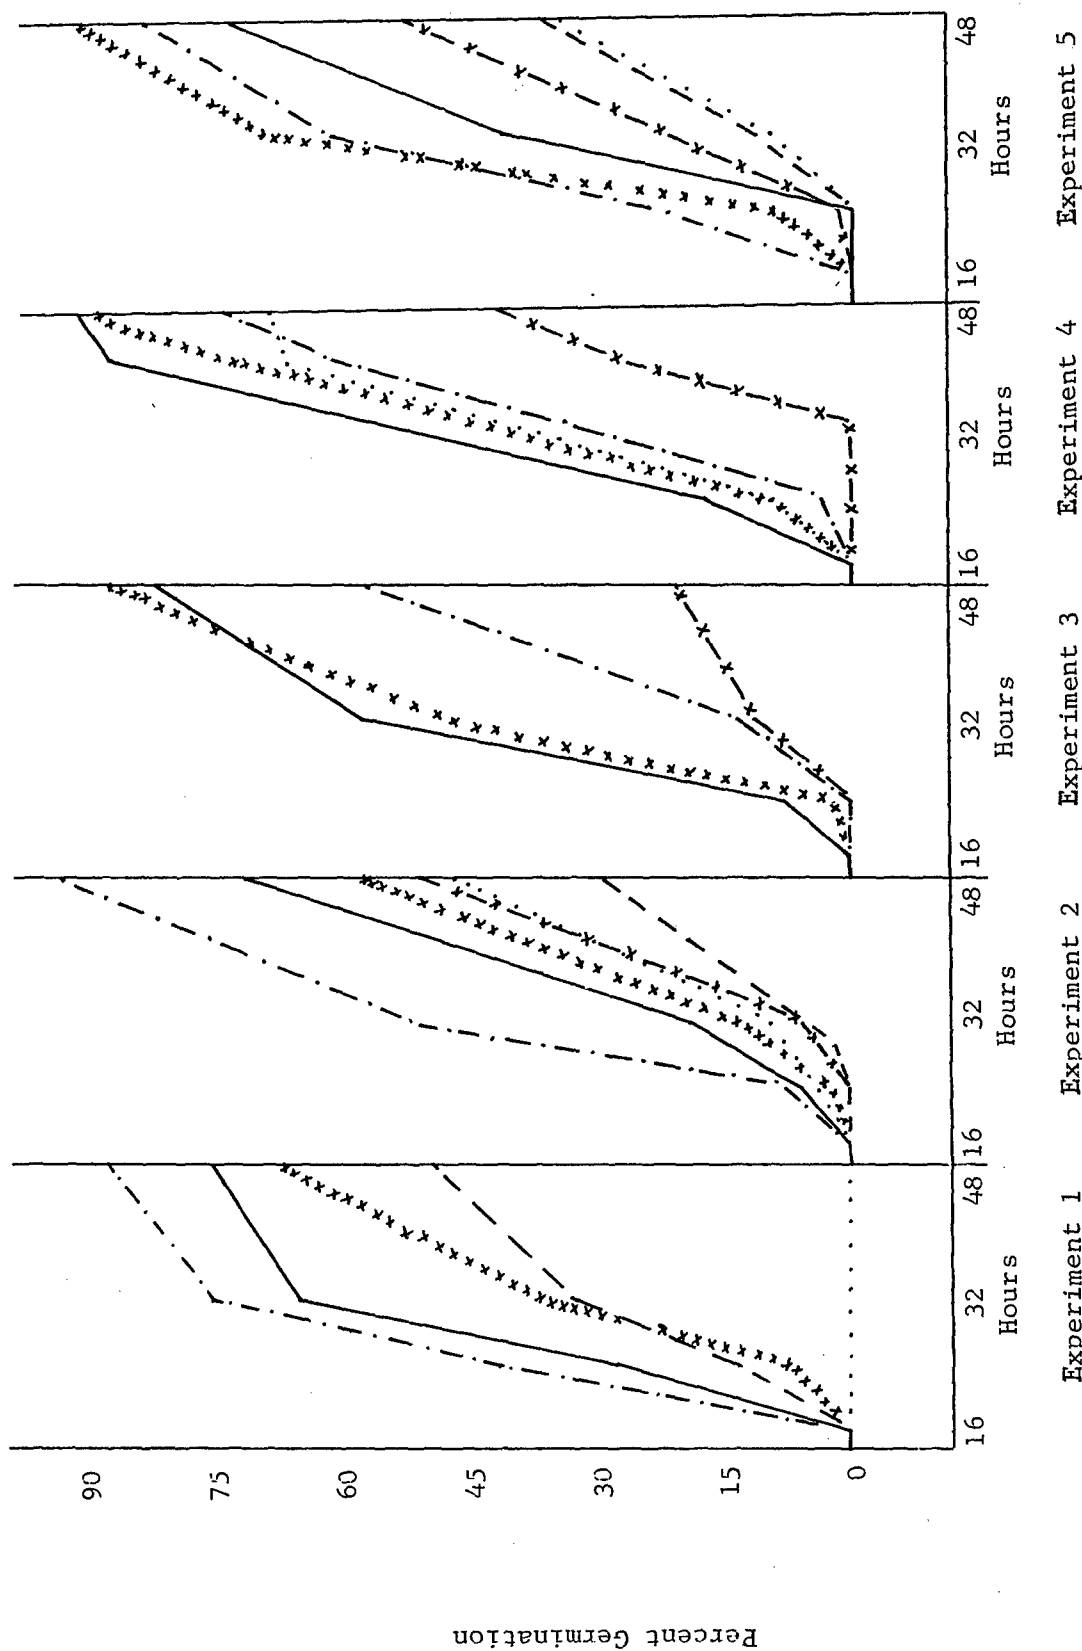 Percent Germination
90
75
60
45
30
15
0
16 32 48
Hours
Experiment 1
16 32 48
Hours
Experiment 2
16 32 48
Hours
Experiment 3
16 32 48
Hours
Experiment 4
16 32 48
Hours
Experiment 5